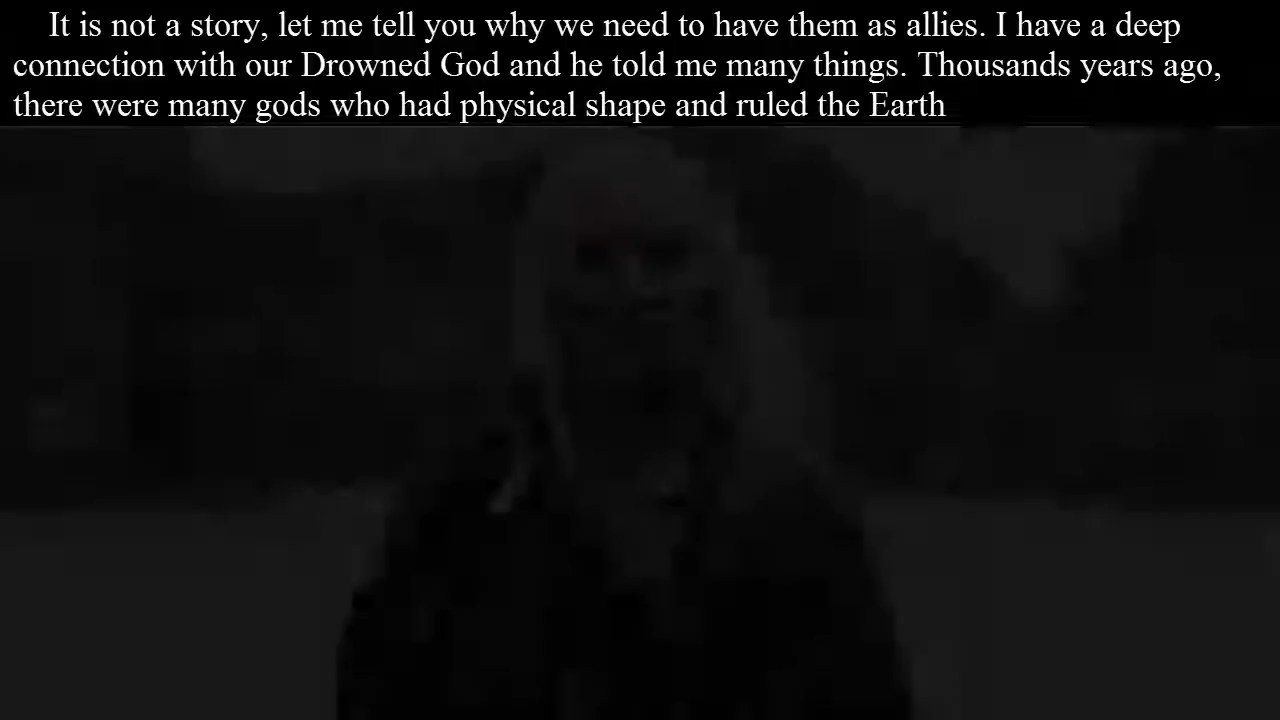 It is not a story, let me tell you why we need to have them as allies. I have a deep
connection with our Drowned God and he told me many things. Thousands years ago,
there were many gods who had physical shape and ruled the Earth